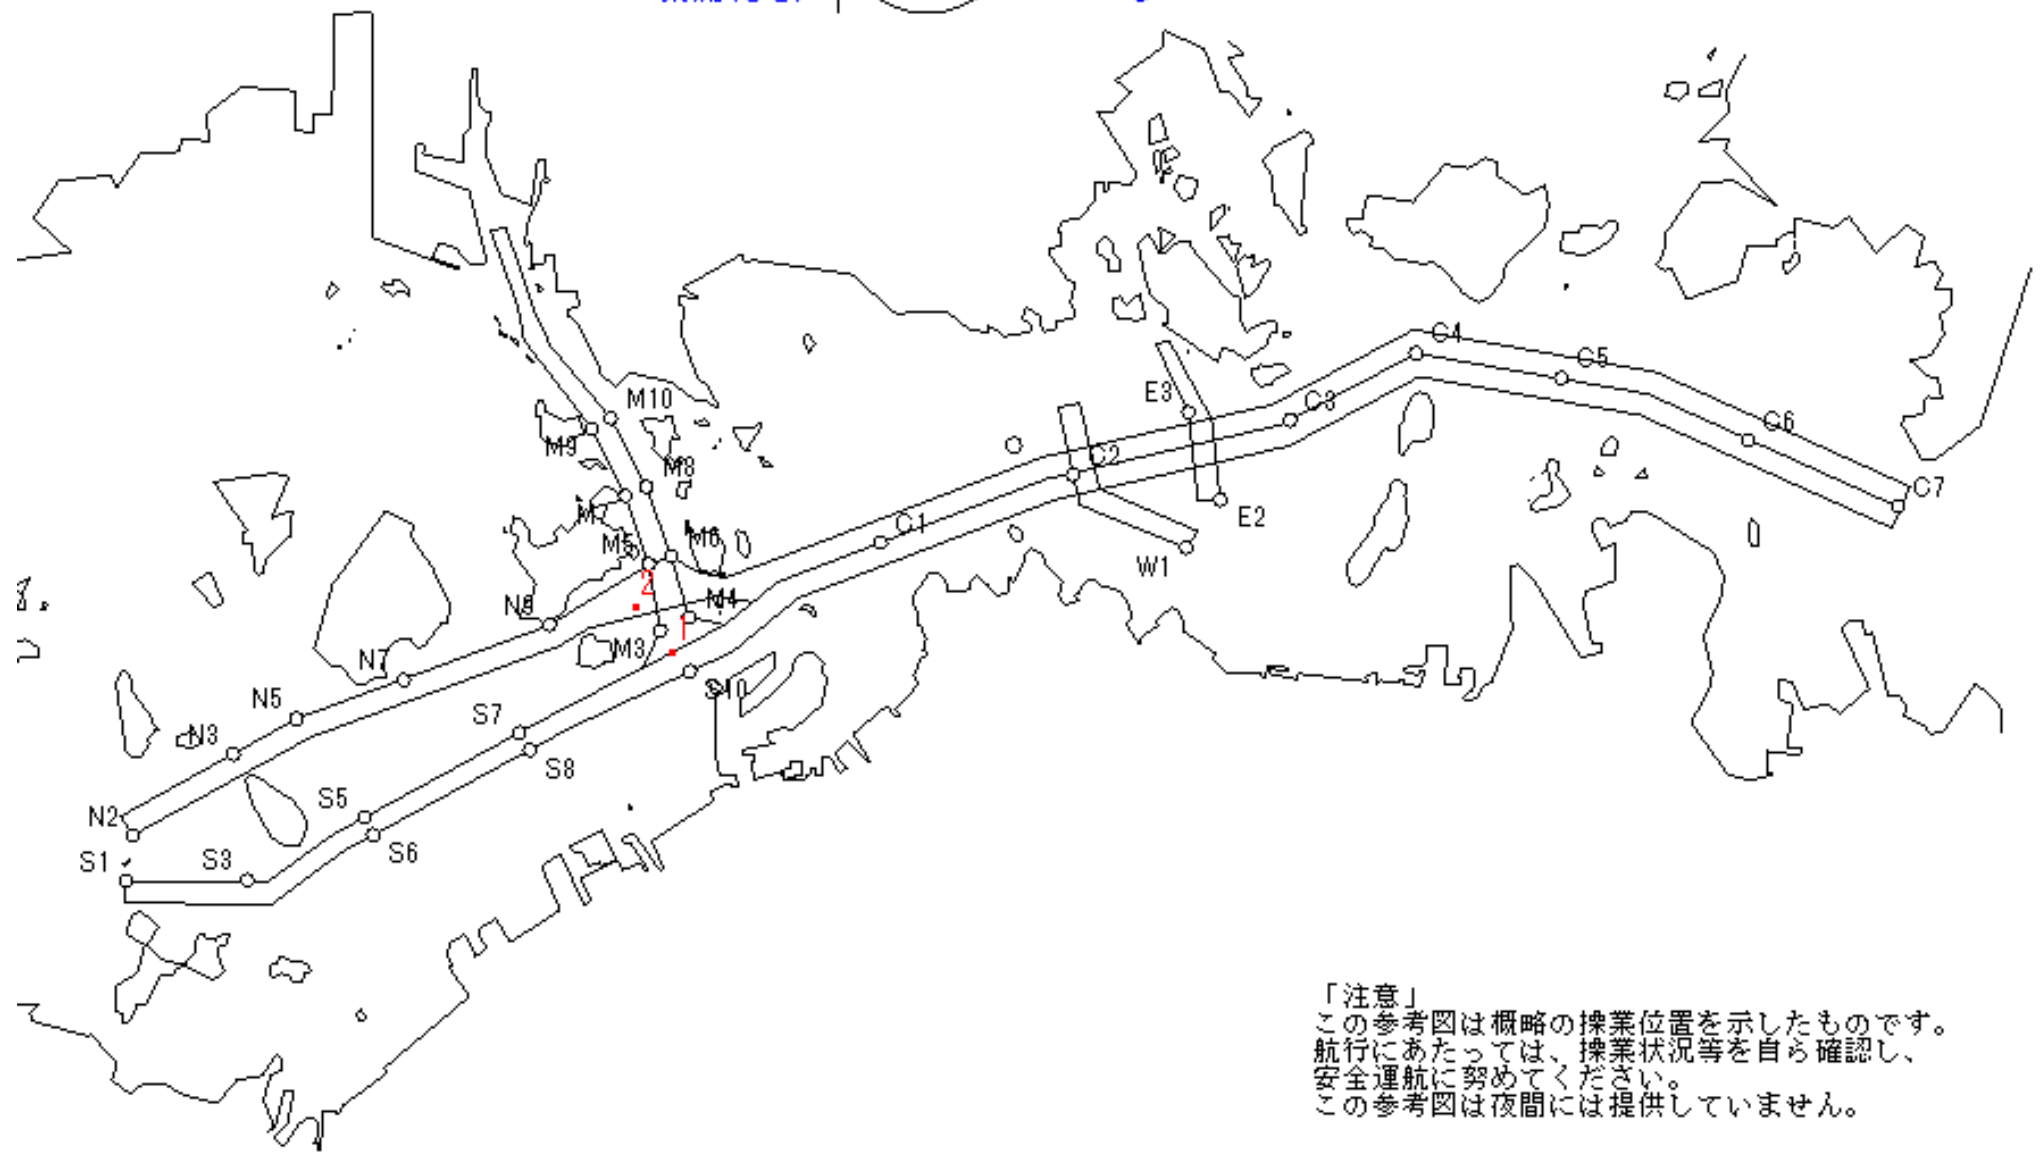 C4
C5
M10
E3
C3
C6
M9
C2
M8
C7
M7
E2
C1
M5
M6
W1
2
N9
M4
1
M3
N7
S10
N5
S7
N3
S8
S5
N2
S6
S1
S3
「注意」
この参考図は概略の操業位置を示したものです。
航行にあたっては、操業状況等を自ら確認し、
安全運航に努めてください。
この参考図は夜間には提供していません。